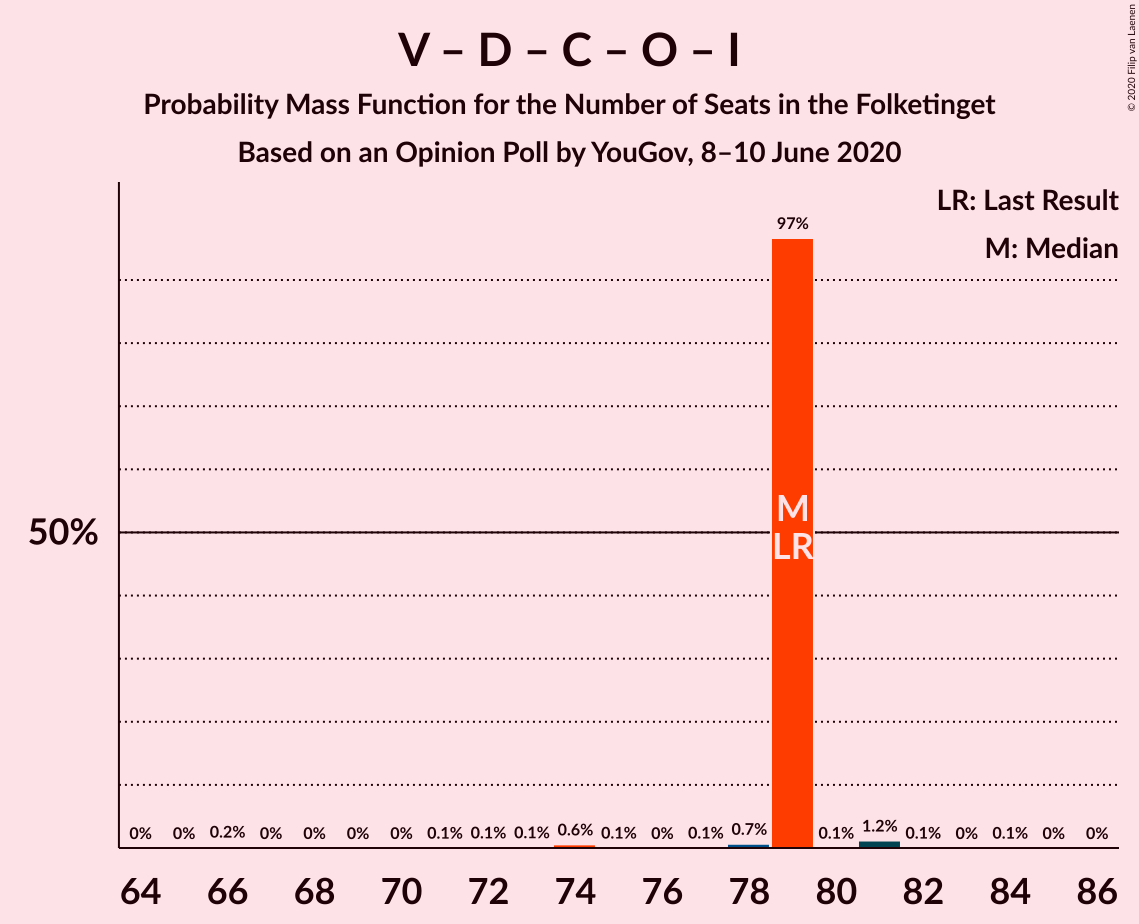 V – D – C – O – I
Probability Mass Function for the Number of Seats in the Folketinget
Based on an Opinion Poll by YouGov, 8–10 June 2020
© 2020 Filip van Laenen
LR: Last Result
M: Median
97%
M
LR
50%
0% 0% 0.2% 0% 0% 0% 0% 0.1% 0.1% 0.1% 0.6% 0.1% 0% 0.1% 0.7% 0.1% 1.2% 0.1% 0% 0.1% 0% 0%
64 66 68 70 72 74 76 78 80 82 84 86